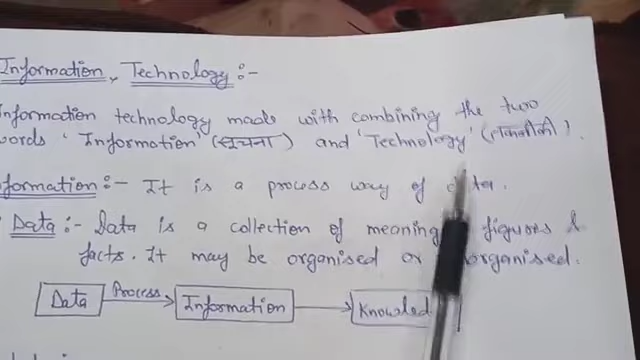 Information Technology :-
Information technology made with combining the two
words 'Information' (सूचना) and 'Technology' (तकनीकी).
formation :- It is a process way of data.
Data :- Data is a collection of meaning figures &
facts. It may be organised or organised.
Data Process Information Knowled